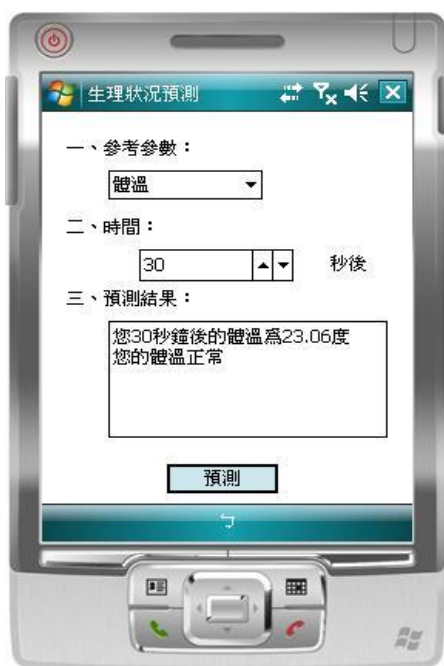 生理狀況預測
一、參考參數：
體溫
二、時間：
30 秒後
三、預測結果：
您30秒鐘後的體溫爲23.06度
您的體溫正常
預測